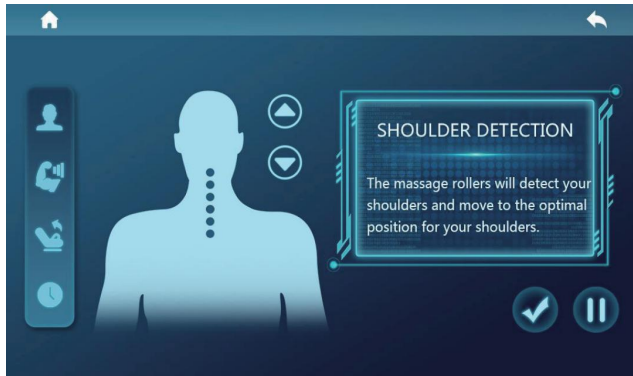 SHOULDER DETECTION
The massage rollers will detect your
shoulders and move to the optimal
position for your shoulders.